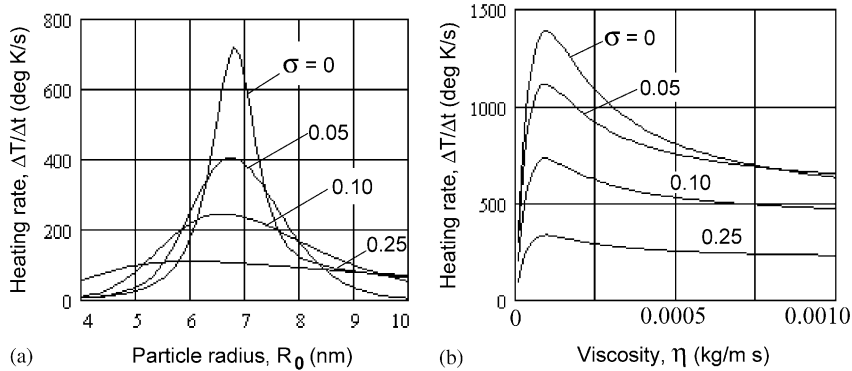 800
600
400
200
0
Heating rate, ΔT/Δt (deg K/s)
σ = 0
0.05
0.10
0.25
4 5 6 7 8 9 10
(a) Particle radius, R0 (nm)
1500
1000
500
0
Heating rate, ΔT/Δt (deg K/s)
σ = 0
0.05
0.10
0.25
0 0.0005 0.0010
(b) Viscosity, η (kg/m s)